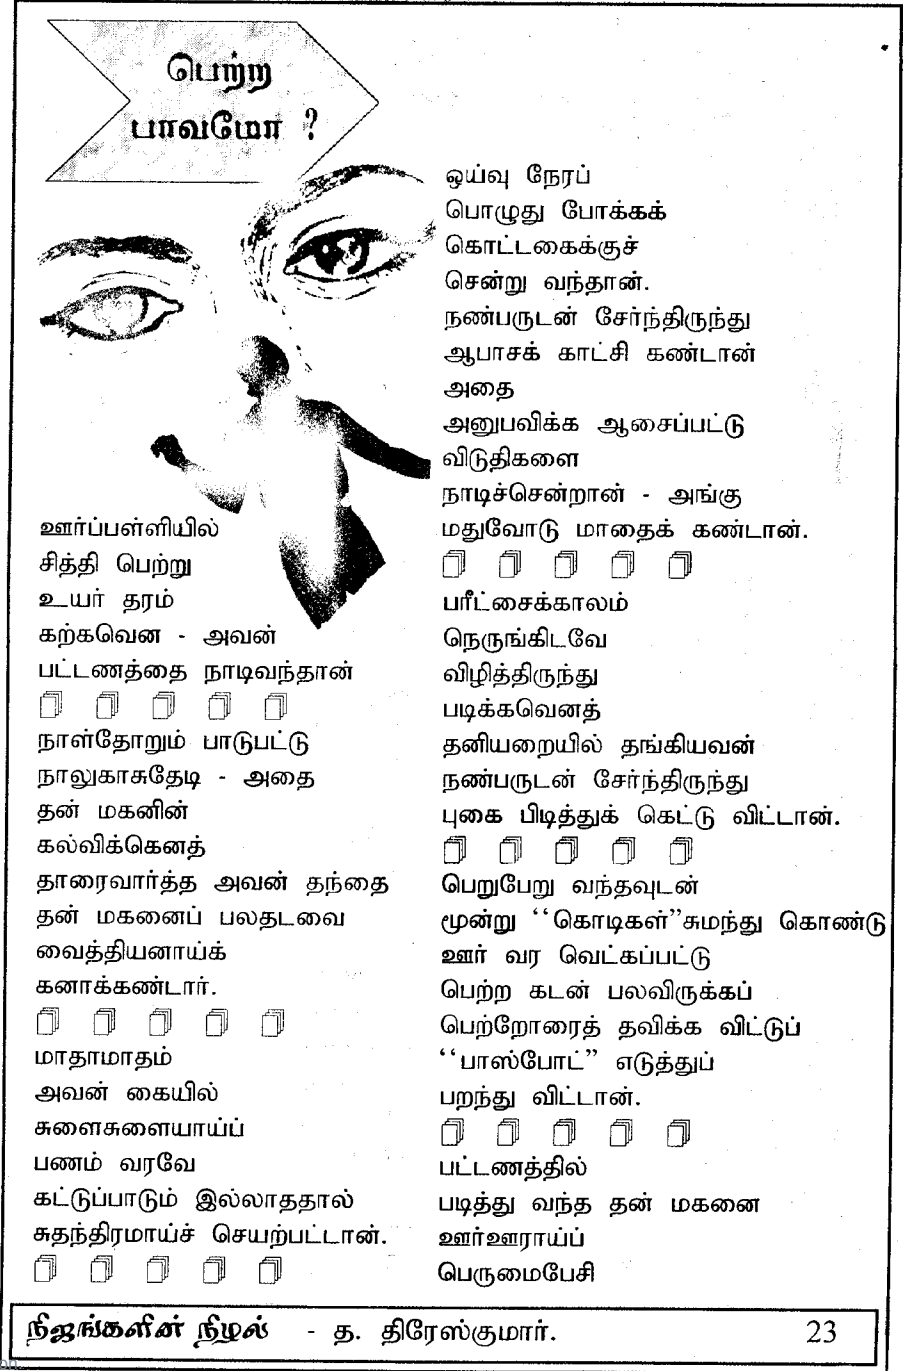 பெற்ற
பாவமோ ?
ஊர்ப்பள்ளியில்
சித்தி பெற்று
உயர் தரம்
கற்கவென - அவன்
பட்டணத்தை நாடிவந்தான்
நாள்தோறும் பாடுபட்டு
நாலுகாசுதேடி - அதை
தன் மகனின்
கல்விக்கெனத்
தாரைவார்த்த அவன் தந்தை
தன் மகனைப் பலதடவை
வைத்தியனாய்க்
கனாக்கண்டார்.
மாதாமாதம்
அவன் கையில்
சுளைசுளையாய்ப்
பணம் வரவே
கட்டுப்பாடும் இல்லாததால்
சுதந்திரமாய்ச் செயற்பட்டான்.
ஒய்வு நேரப்
பொழுது போக்கக்
கொட்டகைக்குச்
சென்று வந்தான்.
நண்பருடன் சேர்ந்திருந்து
ஆபாசக் காட்சி கண்டான்
அதை
அனுபவிக்க ஆசைப்பட்டு
விடுதிகளை
நாடிச்சென்றான் - அங்கு
மதுவோடு மாதைக் கண்டான்.
பரீட்சைக்காலம்
நெருங்கிடவே
விழித்திருந்து
படிக்கவெனத்
தனியறையில் தங்கியவன்
நண்பருடன் சேர்ந்திருந்து
புகை பிடித்துக் கெட்டு விட்டான்.
பெறுபேறு வந்தவுடன்
மூன்று ‘‘கொடிகள்’’சுமந்து கொண்டு
ஊர் வர வெட்கப்பட்டு
பெற்ற கடன் பலவிருக்கப்
பெற்றோரைத் தவிக்க விட்டுப்
‘‘பாஸ்போட்’’ எடுத்துப்
பறந்து விட்டான்.
பட்டணத்தில்
படித்து வந்த தன் மகனை
ஊர்ஊராய்ப்
பெருமைபேசி
நிஜங்களின் நிழல் - த. திரேஸ்குமார். 23